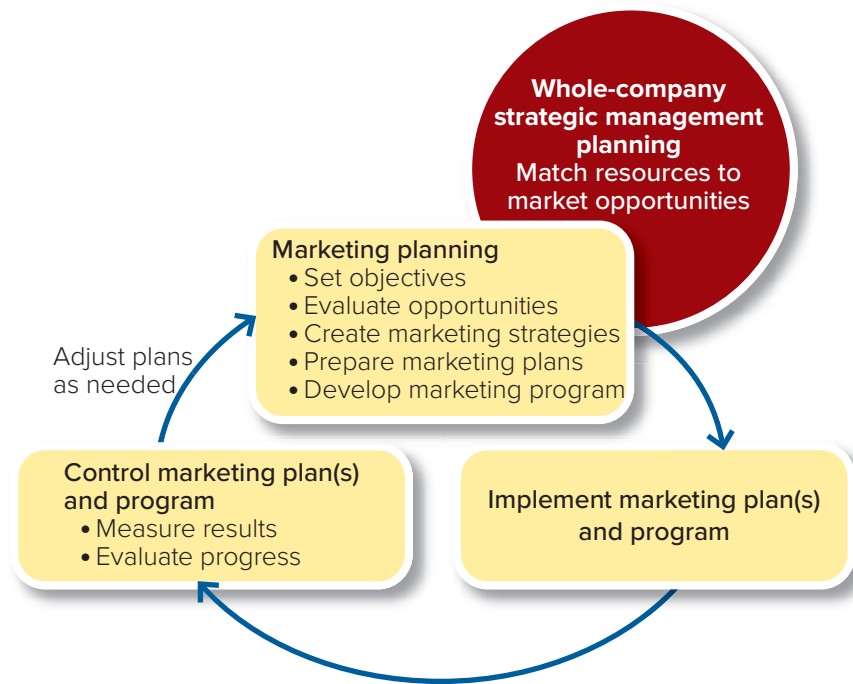 Whole-company
strategic management
planning
Match resources to
market opportunities
Marketing planning
• Set objectives
• Evaluate opportunities
• Create marketing strategies
• Prepare marketing plans
• Develop marketing program
Adjust plans
as needed
Control marketing plan(s)
and program
• Measure results
• Evaluate progress
Implement marketing plan(s)
and program